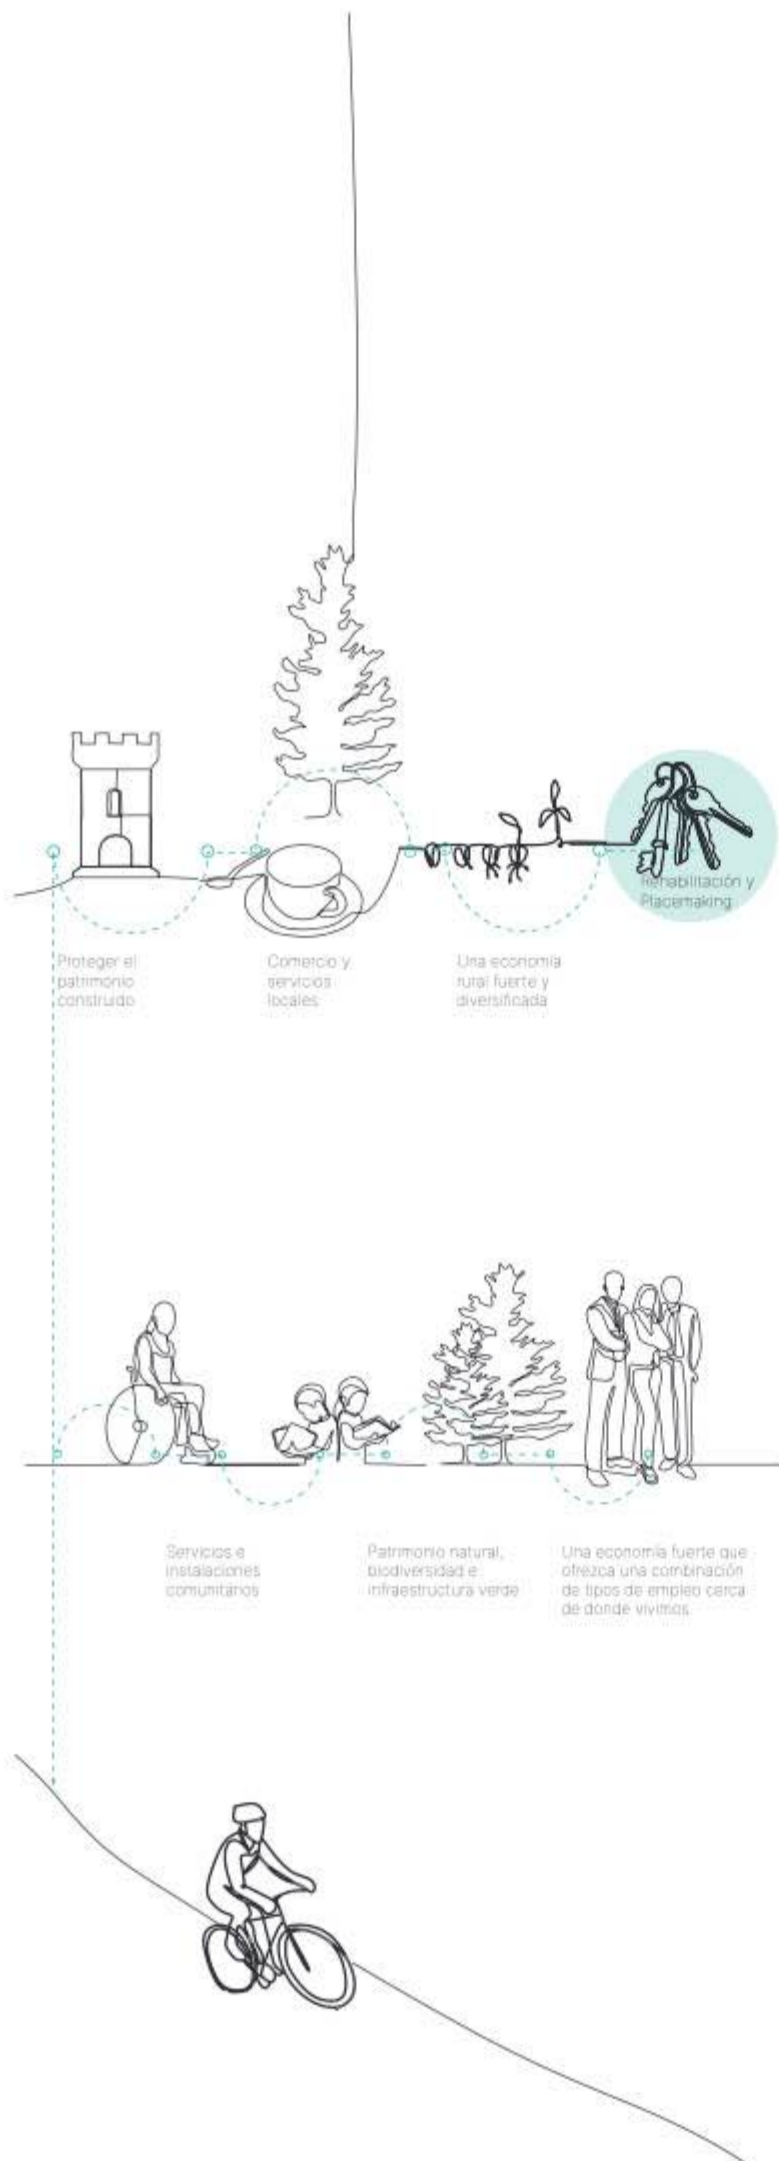 Rehabilitación y
Placemaking
Proteger el
patrimonio
construido
Comercio y
servicios
locales
Una economía
rural fuerte y
diversificada
Servicios e
instalaciones
comunitarios
Patrimonio natural,
biodiversidad e
infraestructura verde
Una economía fuerte que
ofrezca una combinación
de tipos de empleo cerca
de donde vivimos